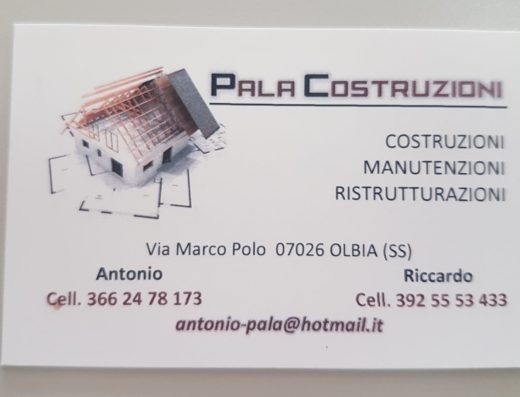 PALA COSTRUZIONI
COSTRUZIONI
MANUTENZIONI
RISTRUTTURAZIONI
Via Marco Polo 07026 OLBIA (SS)
Antonio Riccardo
Cell. 366 24 78 173 Cell. 392 55 53 433
antonio-pala@hotmail.it